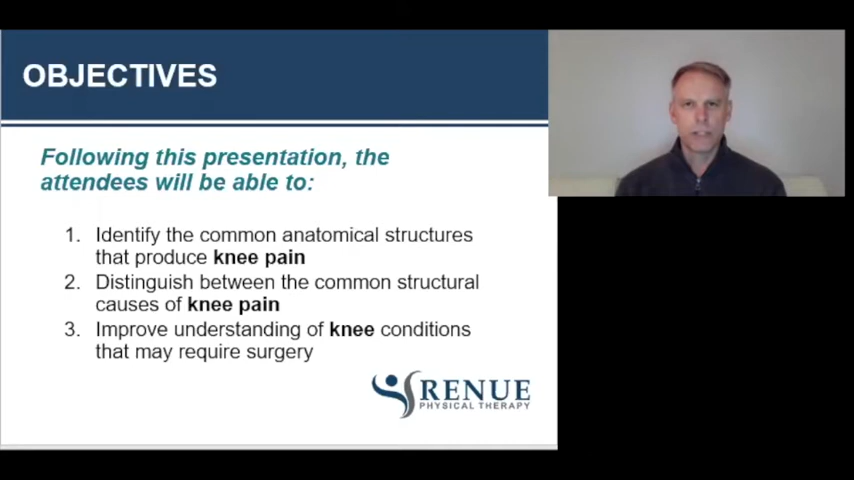 OBJECTIVES
Following this presentation, the
attendees will be able to:
1. Identify the common anatomical structures
that produce knee pain
2. Distinguish between the common structural
causes of knee pain
3. Improve understanding of knee conditions
that may require surgery
RENUE
PHYSICAL THERAPY